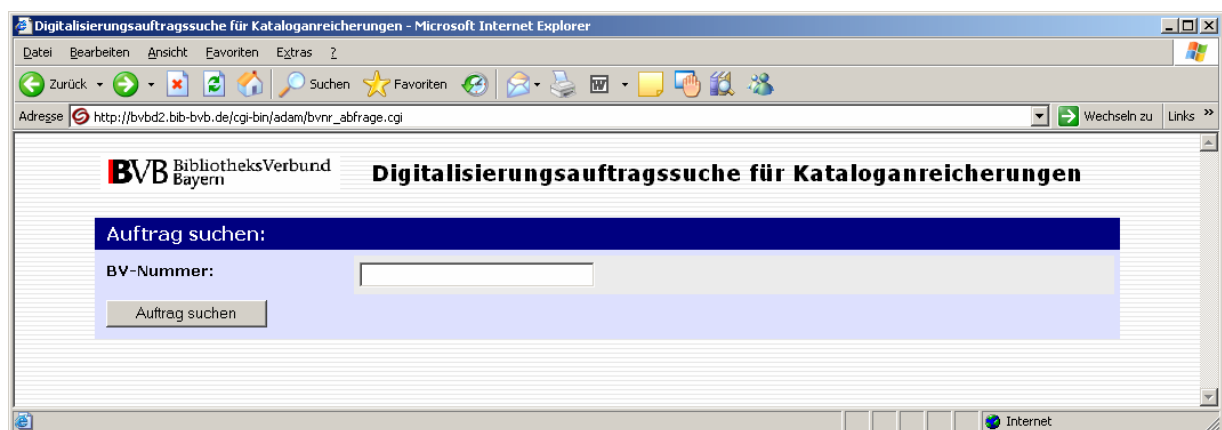 Digitalisierungsauftragssuche für Kataloganreicherungen - Microsoft Internet Explorer
Datei Bearbeiten Ansicht Favoriten Extras ?
Zurück Suchen Favoriten
Adresse http://bvbd2.bib-bvb.de/cgi-bin/adam/bvnr_abfrage.cgi Wechseln zu Links »
BVB BibliotheksVerbund Bayern
Digitalisierungsauftragssuche für Kataloganreicherungen
Auftrag suchen:
BV-Nummer:
Auftrag suchen
Internet